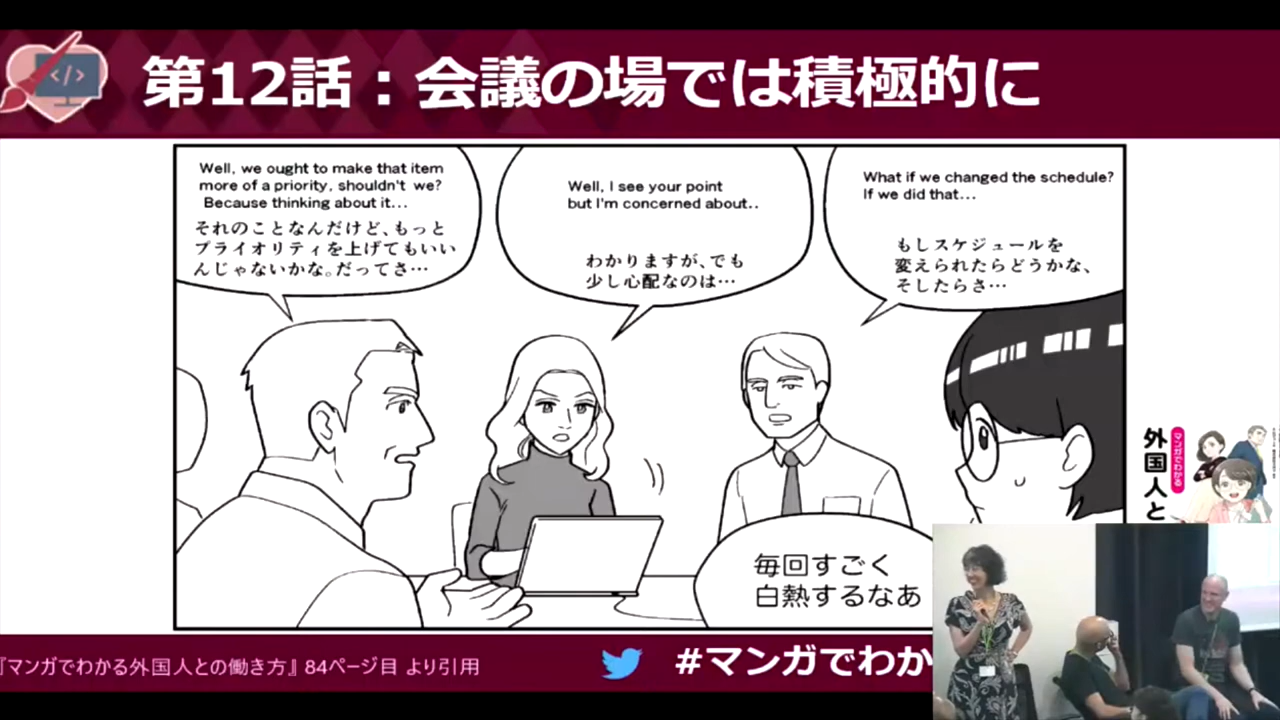 </>
第12話：会議の場では積極的に
Well, we ought to make that item
more of a priority, shouldn't we?
Because thinking about it...
それのことなんだけど、もっと
プライオリティを上げてもいい
んじゃないかな。だってさ…
Well, I see your point
but I'm concerned about..
わかりますが、でも
少し心配なのは…
What if we changed the schedule?
If we did that...
もしスケジュールを
変えられたらどうかな、
そしたらさ…
毎回すごく
白熱するなあ
マンガでわかる
外国人と
『マンガでわかる外国人との働き方』 84ページ目 より引用
#マンガでわか